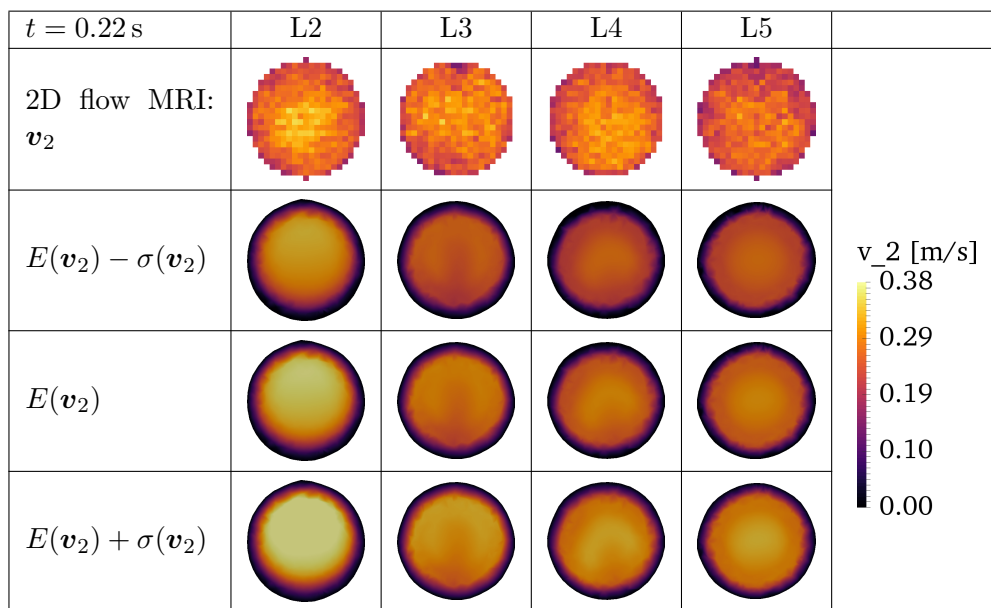 t = 0.22 s L2 L3 L4 L5
2D flow MRI:
v₂
E(v₂) − σ(v₂)
E(v₂)
E(v₂) + σ(v₂)
v_2 [m/s]
0.38
0.29
0.19
0.10
0.00